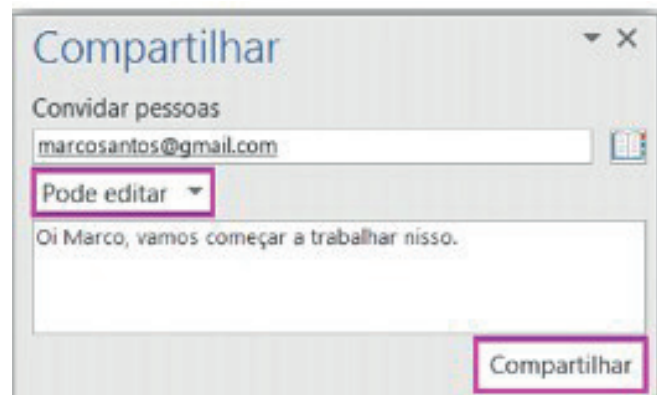 Compartilhar
Convidar pessoas
marcosantos@gmail.com
Pode editar
Oi Marco, vamos começar a trabalhar nisso.
Compartilhar